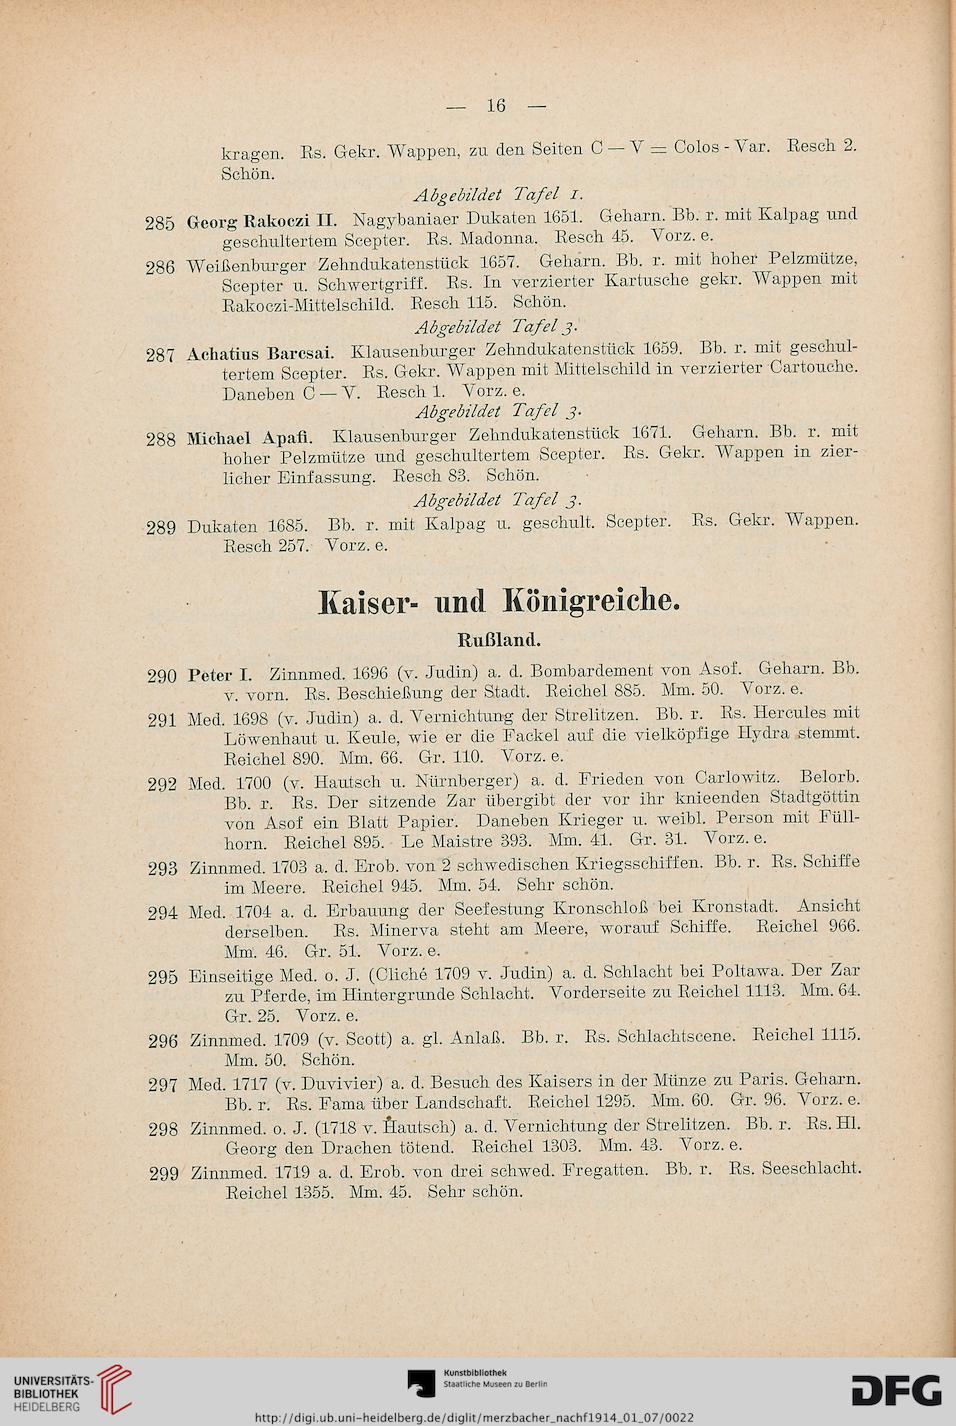 — 16 —
kragen. Rs. Gekr. Wappen, zu den Seiten C — V = Colos-Var. Resch 2.
Schön.
Abgebildet Tafel 1.
285 Georg Rakoczi II. Nagybaniaer Dukaten 1651. Geharn. Bb. r. mit Kalpag und
geschultertem Scepter. Rs. Madonna. Resch 45. Vorz. e.
286 Weißenburger Zehndukatenstück 1657. Geharn. Bb. r. mit hoher Pelzmütze,
Scepter u. Schwertgriff. Rs. In verzierter Kartusche gekr. Wappen mit
Rakoczi-Mittelschild. Resch 115. Schön.
Abgebildet Tafel 3.
287 Achatius Barcsai. Klausenburger Zehndukatenstück 1659. Bb. r. mit geschul-
tertem Scepter. Rs. Gekr. Wappen mit Mittelschild in verzierter Cartouche.
Daneben C — V. Resch 1. Vorz. e.
Abgebildet Tafel 3.
288 Michael Apafi. Klausenburger Zehndukatenstück 1671. Geharn. Bb. r. mit
hoher Pelzmütze und geschultertem Scepter. Rs. Gekr. Wappen in zier-
licher Einfassung. Resch 83. Schön.
Abgebildet Tafel 3.
289 Dukaten 1685. Bb. r. mit Kalpag u. geschult. Scepter. Rs. Gekr. Wappen.
Resch 257. Vorz. e.
Kaiser- und Königreiche.
Rußland.
290 Peter I. Zinnmed. 1696 (v. Judin) a. d. Bombardement von Asof. Geharn. Bb.
v. vorn. Rs. Beschießung der Stadt. Reichel 885. Mm. 50. Vorz. e.
291 Med. 1698 (v. Judin) a. d. Vernichtung der Strelitzen. Bb. r. Rs. Hercules mit
Löwenhaut u. Keule, wie er die Fackel auf die vielköpfige Hydra stemmt.
Reichel 890. Mm. 66. Gr. 110. Vorz. e.
292 Med. 1700 (v. Hautsch u. Nürnberger) a. d. Frieden von Carlowitz. Belorb.
Bb. r. Rs. Der sitzende Zar übergibt der vor ihr knieenden Stadtgöttin
von Asof ein Blatt Papier. Daneben Krieger u. weibl. Person mit Füll-
horn. Reichel 895. Le Maistre 393. Mm. 41. Gr. 31. Vorz. e.
293 Zinnmed. 1703 a. d. Erob. von 2 schwedischen Kriegsschiffen. Bb. r. Rs. Schiffe
im Meere. Reichel 945. Mm. 54. Sehr schön.
294 Med. 1704 a. d. Erbauung der Seefestung Kronschloß bei Kronstadt. Ansicht
derselben. Rs. Minerva steht am Meere, worauf Schiffe. Reichel 966.
Mm. 46. Gr. 51. Vorz. e.
295 Einseitige Med. o. J. (Cliché 1709 v. Judin) a. d. Schlacht bei Poltawa. Der Zar
zu Pferde, im Hintergrunde Schlacht. Vorderseite zu Reichel 1113. Mm. 64.
Gr. 25. Vorz. e.
296 Zinnmed. 1709 (v. Scott) a. gl. Anlaß. Bb. r. Rs. Schlachtscene. Reichel 1115.
Mm. 50. Schön.
297 Med. 1717 (v. Duvivier) a. d. Besuch des Kaisers in der Münze zu Paris. Geharn.
Bb. r. Rs. Fama über Landschaft. Reichel 1295. Mm. 60. Gr. 96. Vorz. e.
298 Zinnmed. o. J. (1718 v. Hautsch) a. d. Vernichtung der Strelitzen. Bb. r. Rs. Hl.
Georg den Drachen tötend. Reichel 1303. Mm. 43. Vorz. e.
299 Zinnmed. 1719 a. d. Erob. von drei schwed. Fregatten. Bb. r. Rs. Seeschlacht.
Reichel 1355. Mm. 45. Sehr schön.
UNIVERSITÄTS-
BIBLIOTHEK
HEIDELBERG
Kunstbibliothek
Staatliche Museen zu Berlin
DFG
http://digi.ub.uni-heidelberg.de/diglit/merzbacher_nachf1914_01_07/0022